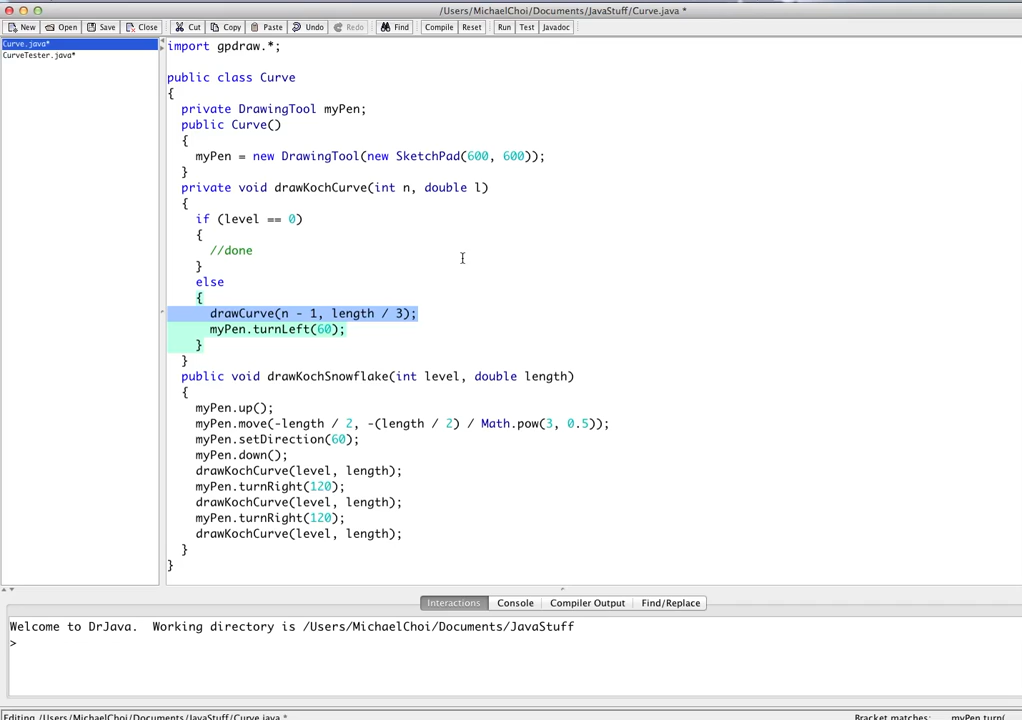 /Users/MichaelChoi/Documents/JavaStuff/Curve.java *
New Open Save Close Cut Copy Paste Undo Redo Find Compile Reset Run Test Javadoc
Curve.java*
CurveTester.java*
import gpdraw.*;
public class Curve
{
private DrawingTool myPen;
public Curve()
{
myPen = new DrawingTool(new SketchPad(600, 600));
}
private void drawKochCurve(int n, double l)
{
if (level == 0)
{
//done
}
else
{
drawCurve(n - 1, length / 3);
myPen.turnLeft(60);
}
}
public void drawKochSnowflake(int level, double length)
{
myPen.up();
myPen.move(-length / 2, -(length / 2) / Math.pow(3, 0.5));
myPen.setDirection(60);
myPen.down();
drawKochCurve(level, length);
myPen.turnRight(120);
drawKochCurve(level, length);
myPen.turnRight(120);
drawKochCurve(level, length);
}
}
Interactions Console Compiler Output Find/Replace
Welcome to DrJava.  Working directory is /Users/MichaelChoi/Documents/JavaStuff
>
Editing /Users/MichaelChoi/Documents/JavaStuff/Curve.java * Bracket matches: myPen.turn(